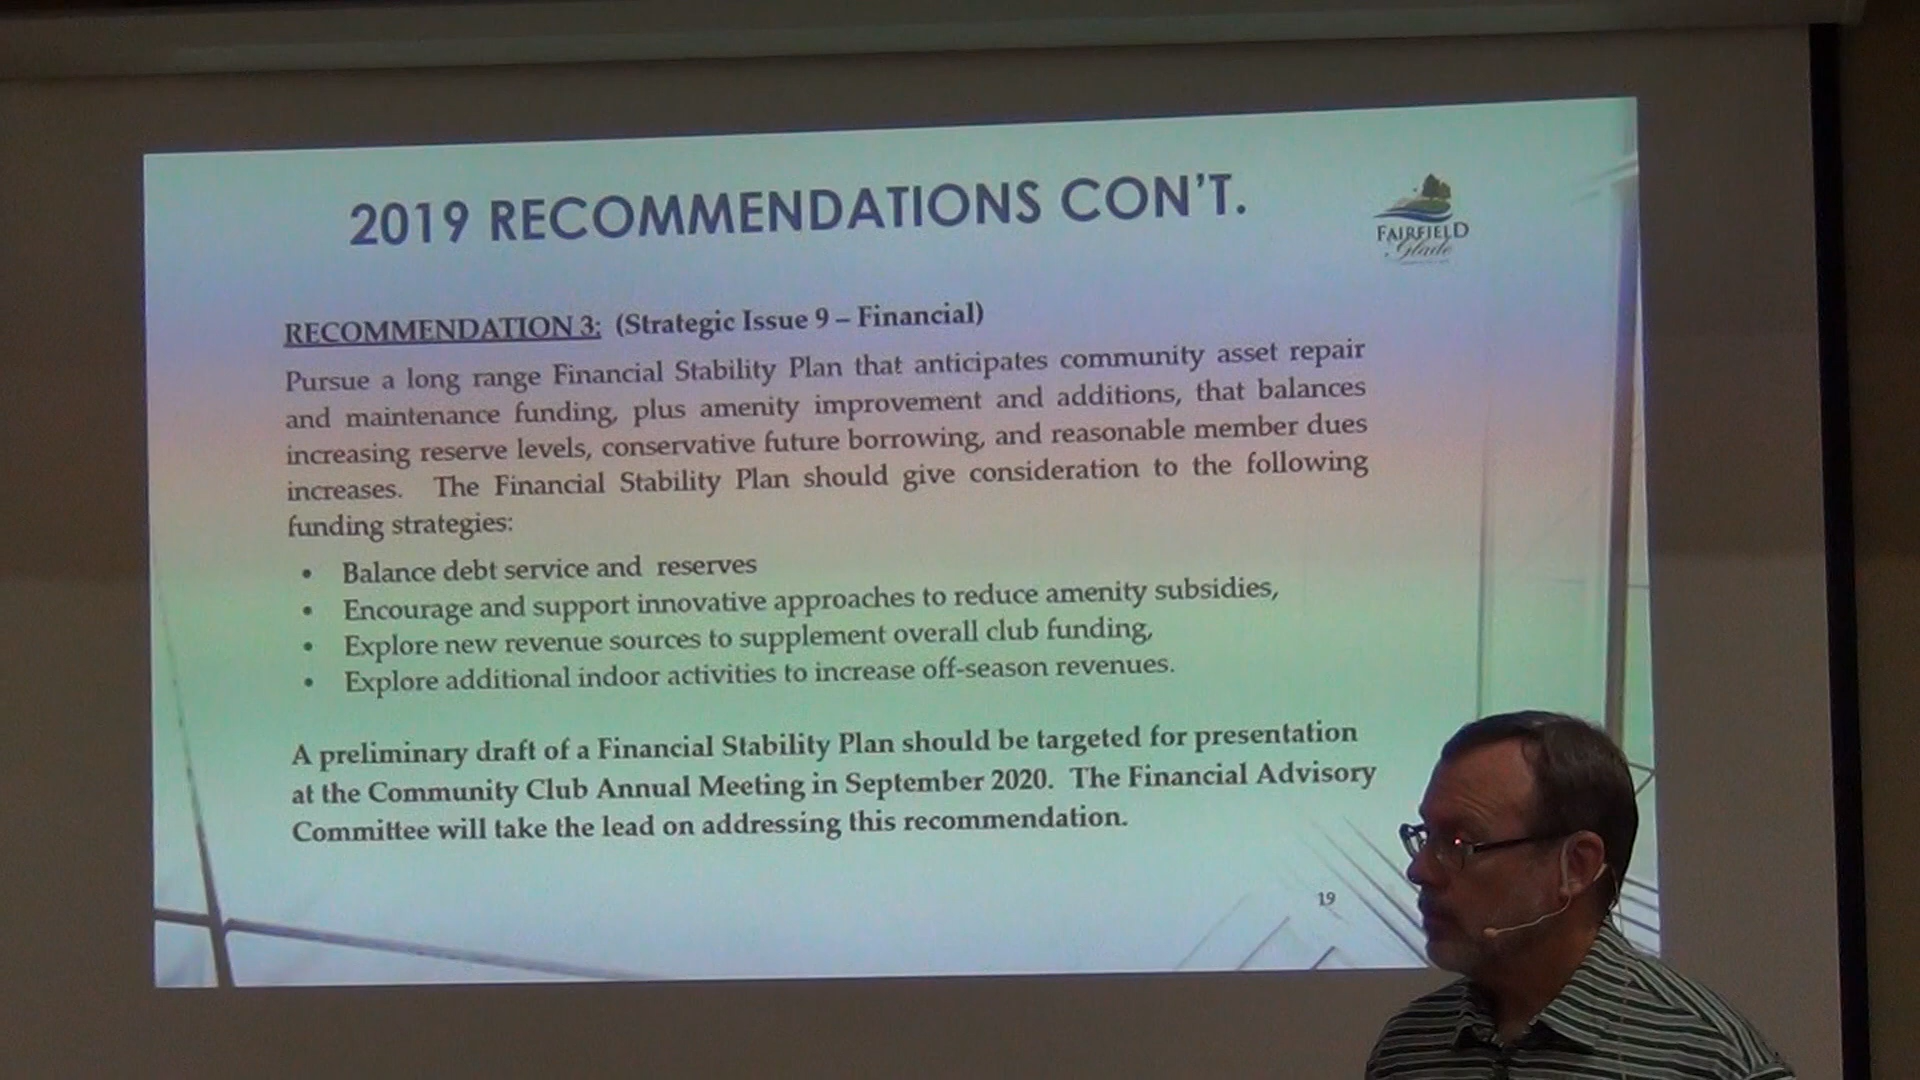 2019 RECOMMENDATIONS CON'T.
FAIRFIELD
Glade
RECOMMENDATION 3: (Strategic Issue 9 – Financial)
Pursue a long range Financial Stability Plan that anticipates community asset repair
and maintenance funding, plus amenity improvement and additions, that balances
increasing reserve levels, conservative future borrowing, and reasonable member dues
increases. The Financial Stability Plan should give consideration to the following
funding strategies:
• Balance debt service and reserves
• Encourage and support innovative approaches to reduce amenity subsidies,
• Explore new revenue sources to supplement overall club funding,
• Explore additional indoor activities to increase off-season revenues.
A preliminary draft of a Financial Stability Plan should be targeted for presentation
at the Community Club Annual Meeting in September 2020. The Financial Advisory
Committee will take the lead on addressing this recommendation.
19